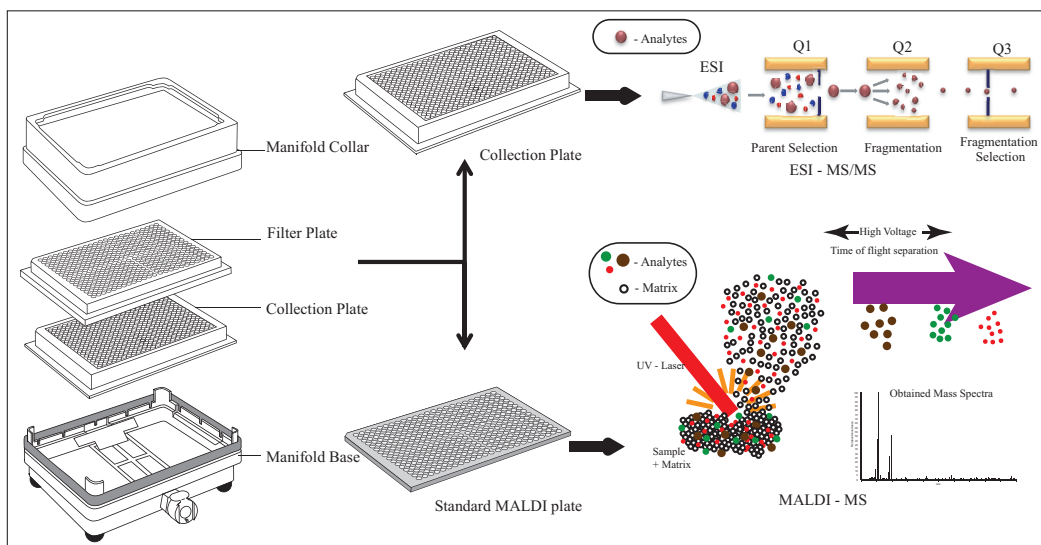 Manifold Collar
Filter Plate
Collection Plate
Manifold Base
Collection Plate
Standard MALDI plate
- Analytes
ESI
Q1
Q2
Q3
Parent Selection
Fragmentation
Fragmentation
Selection
ESI - MS/MS
High Voltage
Time of flight separation
- Analytes
- Matrix
UV - Laser
Sample
+ Matrix
Obtained Mass Spectra
MALDI - MS